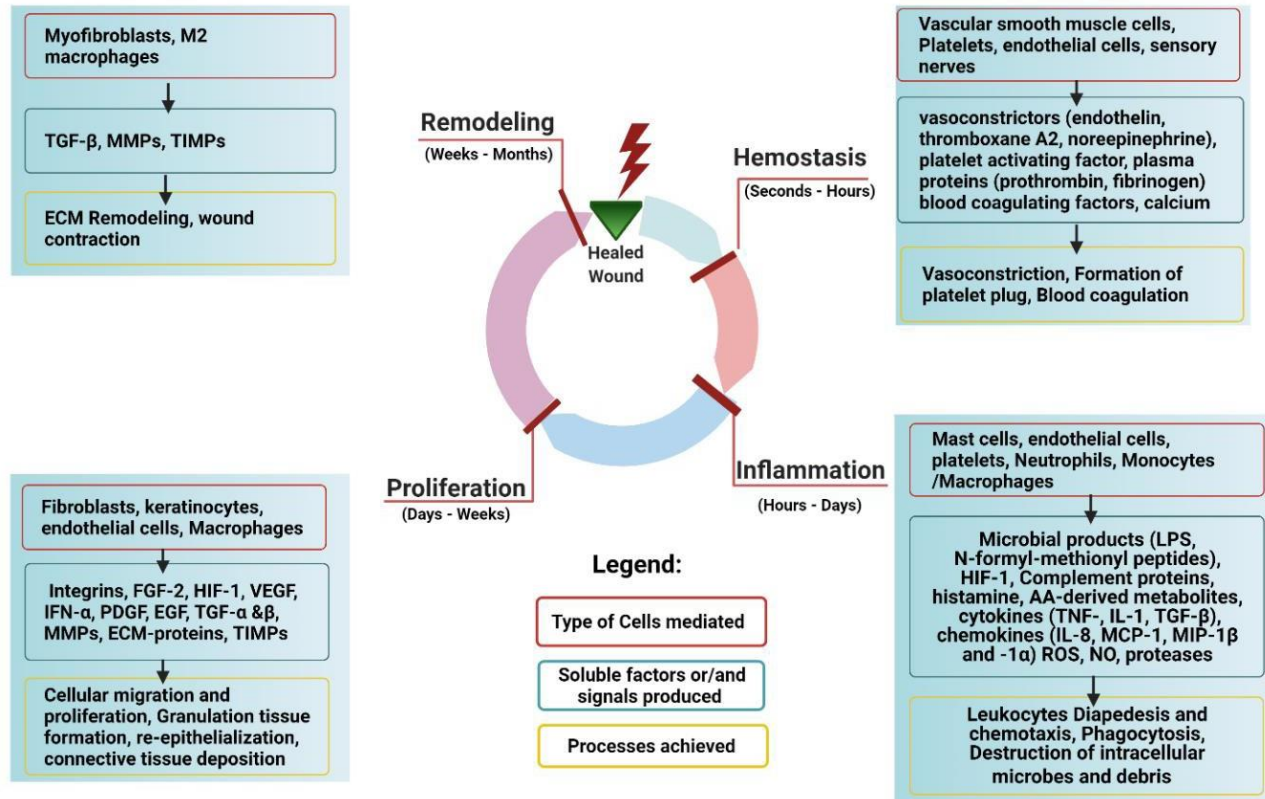 Myofibroblasts, M2
macrophages
TGF-β, MMPs, TIMPs
ECM Remodeling, wound
contraction
Remodeling
(Weeks - Months)
Healed
Wound
Hemostasis
(Seconds - Hours)
Vascular smooth muscle cells,
Platelets, endothelial cells, sensory
nerves
vasoconstrictors (endothelin,
thromboxane A2, noreepinephrine),
platelet activating factor, plasma
proteins (prothrombin, fibrinogen)
blood coagulating factors, calcium
Vasoconstriction, Formation of
platelet plug, Blood coagulation
Proliferation
(Days - Weeks)
Inflammation
(Hours - Days)
Fibroblasts, keratinocytes,
endothelial cells, Macrophages
Integrins, FGF-2, HIF-1, VEGF,
IFN-α, PDGF, EGF, TGF-α &β,
MMPs, ECM-proteins, TIMPs
Cellular migration and
proliferation, Granulation tissue
formation, re-epithelialization,
connective tissue deposition
Legend:
Type of Cells mediated
Soluble factors or/and
signals produced
Processes achieved
Mast cells, endothelial cells,
platelets, Neutrophils, Monocytes
/Macrophages
Microbial products (LPS,
N-formyl-methionyl peptides),
HIF-1, Complement proteins,
histamine, AA-derived metabolites,
cytokines (TNF-, IL-1, TGF-β),
chemokines (IL-8, MCP-1, MIP-1β
and -1α) ROS, NO, proteases
Leukocytes Diapedesis and
chemotaxis, Phagocytosis,
Destruction of intracellular
microbes and debris